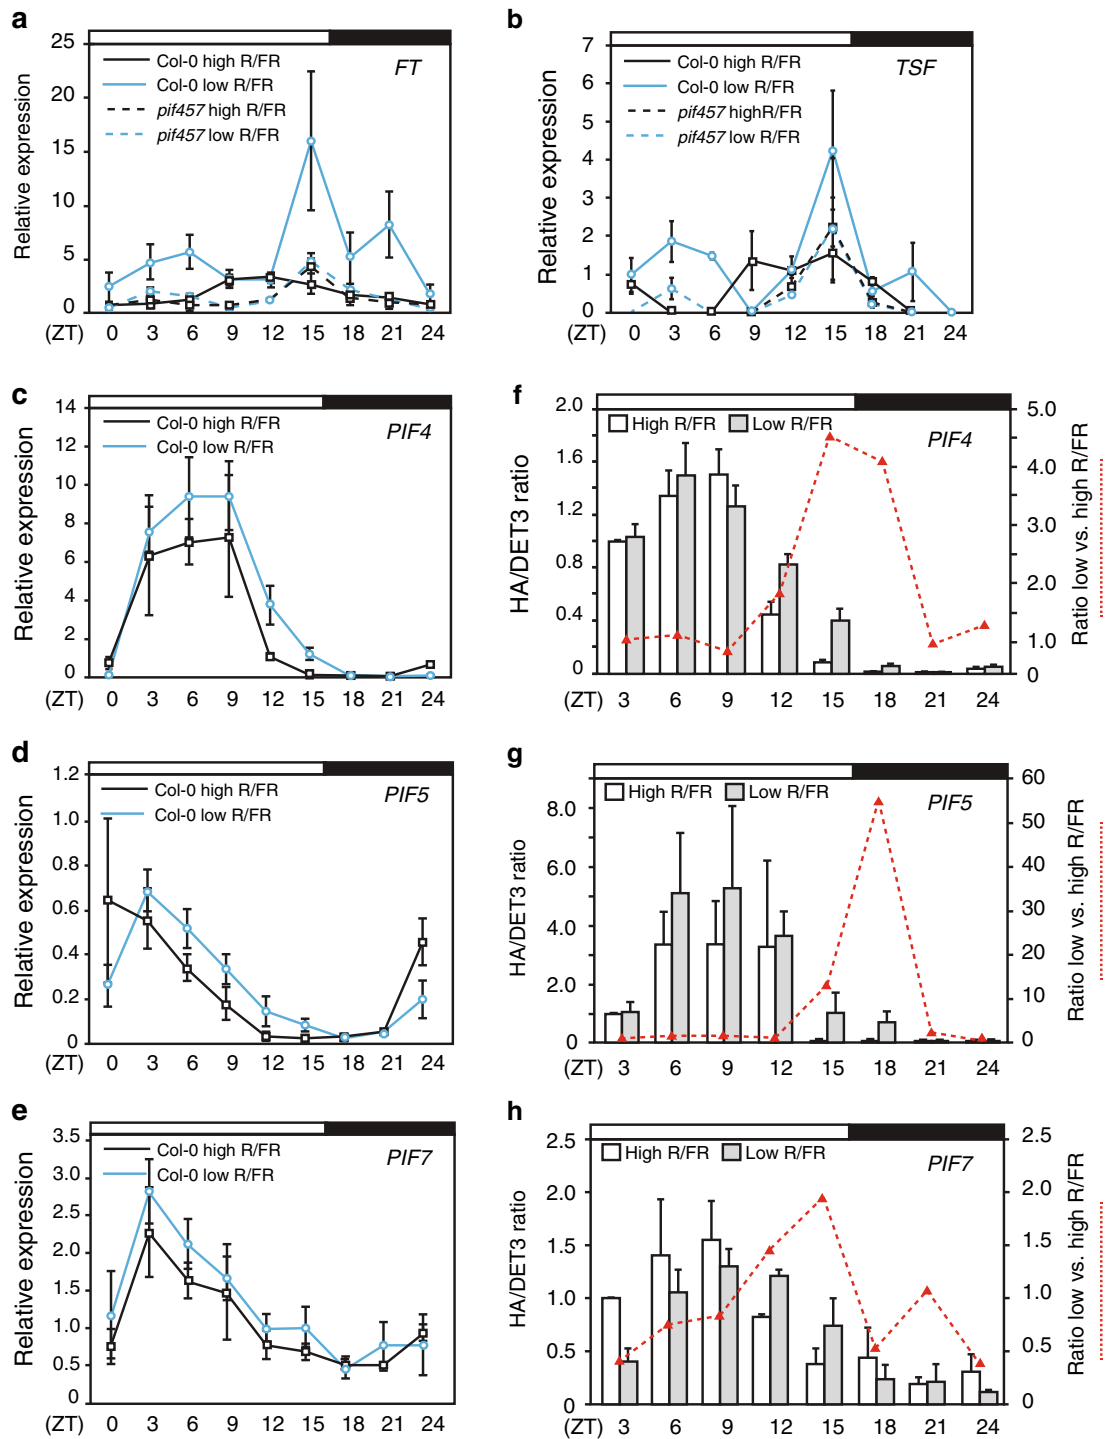 a
25
20
15
10
5
0
Relative expression
Col-0 high R/FR
Col-0 low R/FR
pif457 high R/FR
pif457 low R/FR
FT
(ZT) 0 3 6 9 12 15 18 21 24
b
7
6
5
4
3
2
1
0
Relative expression
Col-0 high R/FR
Col-0 low R/FR
pif457 highR/FR
pif457 low R/FR
TSF
(ZT) 0 3 6 9 12 15 18 21 24
c
14
12
10
8
6
4
2
0
Relative expression
Col-0 high R/FR
Col-0 low R/FR
PIF4
(ZT) 0 3 6 9 12 15 18 21 24
f
2.0
1.6
1.2
0.8
0.4
0
HA/DET3 ratio
High R/FR Low R/FR
PIF4
5.0
4.0
3.0
2.0
1.0
0
Ratio low vs. high R/FR
(ZT) 3 6 9 12 15 18 21 24
d
1.2
1.0
0.8
0.6
0.4
0.2
0
Relative expression
Col-0 high R/FR
Col-0 low R/FR
PIF5
(ZT) 0 3 6 9 12 15 18 21 24
g
8.0
6.0
4.0
2.0
0
HA/DET3 ratio
High R/FR Low R/FR
PIF5
60
50
40
30
20
10
0
Ratio low vs. high R/FR
(ZT) 3 6 9 12 15 18 21 24
e
3.5
3.0
2.5
2.0
1.5
1.0
0.5
0
Relative expression
Col-0 high R/FR
Col-0 low R/FR
PIF7
(ZT) 0 3 6 9 12 15 18 21 24
h
2.5
2.0
1.5
1.0
0.5
0
HA/DET3 ratio
High R/FR Low R/FR
PIF7
2.5
2.0
1.5
1.0
0.5
0
Ratio low vs. high R/FR
(ZT) 3 6 9 12 15 18 21 24